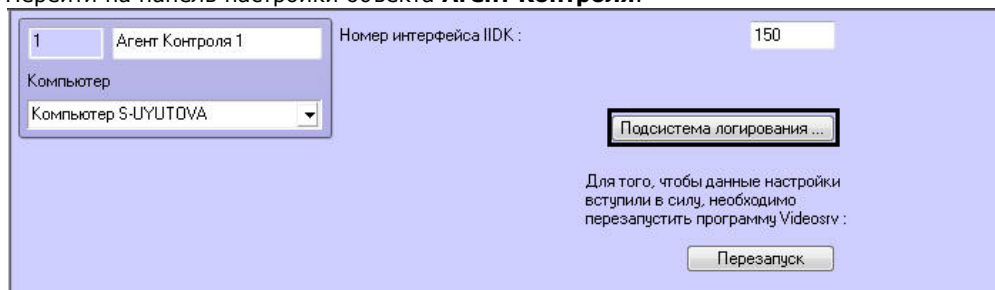 Перейти на панель настройки объекта Агент Контроля.
1 Агент Контроля 1 Номер интерфейса IIDK : 150
Компьютер
Компьютер S-UYUTOVA
Подсистема логирования ...
Для того, чтобы данные настройки
вступили в силу, необходимо
перезапустить программу Videosrv :
Перезапуск